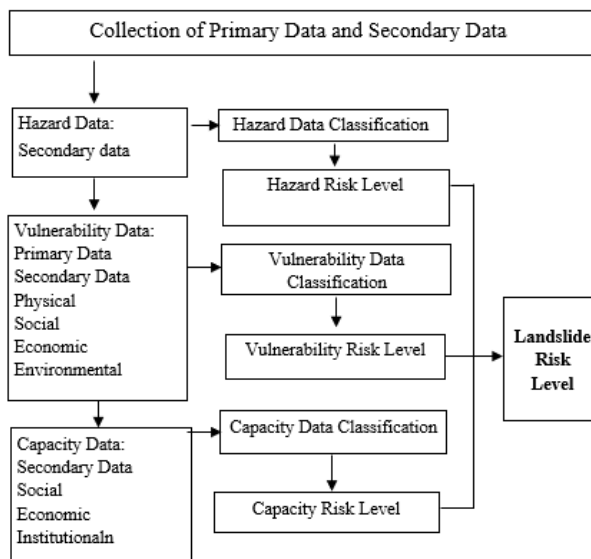 Collection of Primary Data and Secondary Data
Hazard Data:
Secondary data
Hazard Data Classification
Hazard Risk Level
Vulnerability Data:
Primary Data
Secondary Data
Physical
Social
Economic
Environmental
Vulnerability Data
Classification
Vulnerability Risk Level
Landslide
Risk
Level
Capacity Data:
Secondary Data
Social
Economic
Institutionaln
Capacity Data Classification
Capacity Risk Level